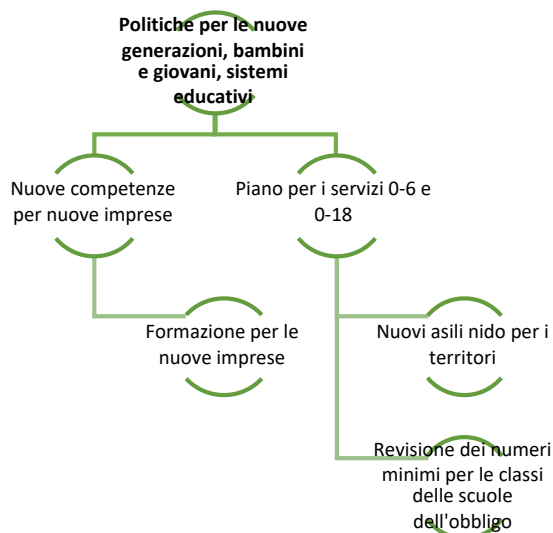 Politiche per le nuove
generazioni, bambini
e giovani, sistemi
educativi
Nuove competenze
per nuove imprese
Piano per i servizi 0-6 e
0-18
Formazione per le
nuove imprese
Nuovi asili nido per i
territori
Revisione dei numeri
minimi per le classi
delle scuole
dell'obbligo